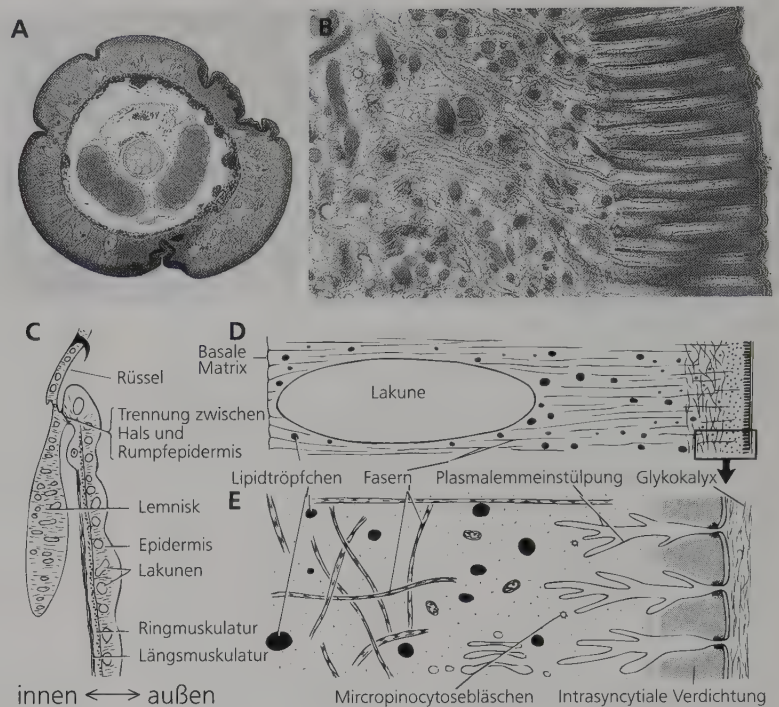 A
B
C
Rüssel
Trennung zwischen
Hals und
Rumpfepidermis
Lemnisk
Epidermis
Lakunen
Ringmuskulatur
Längsmuskulatur
innen ⟷ außen
D
Basale
Matrix
Lakune
Lipidtröpfchen Fasern Plasmalemmeinstülpung Glykokalyx
E
Mircropinocytosebläschen Intrasyncytiale Verdichtung